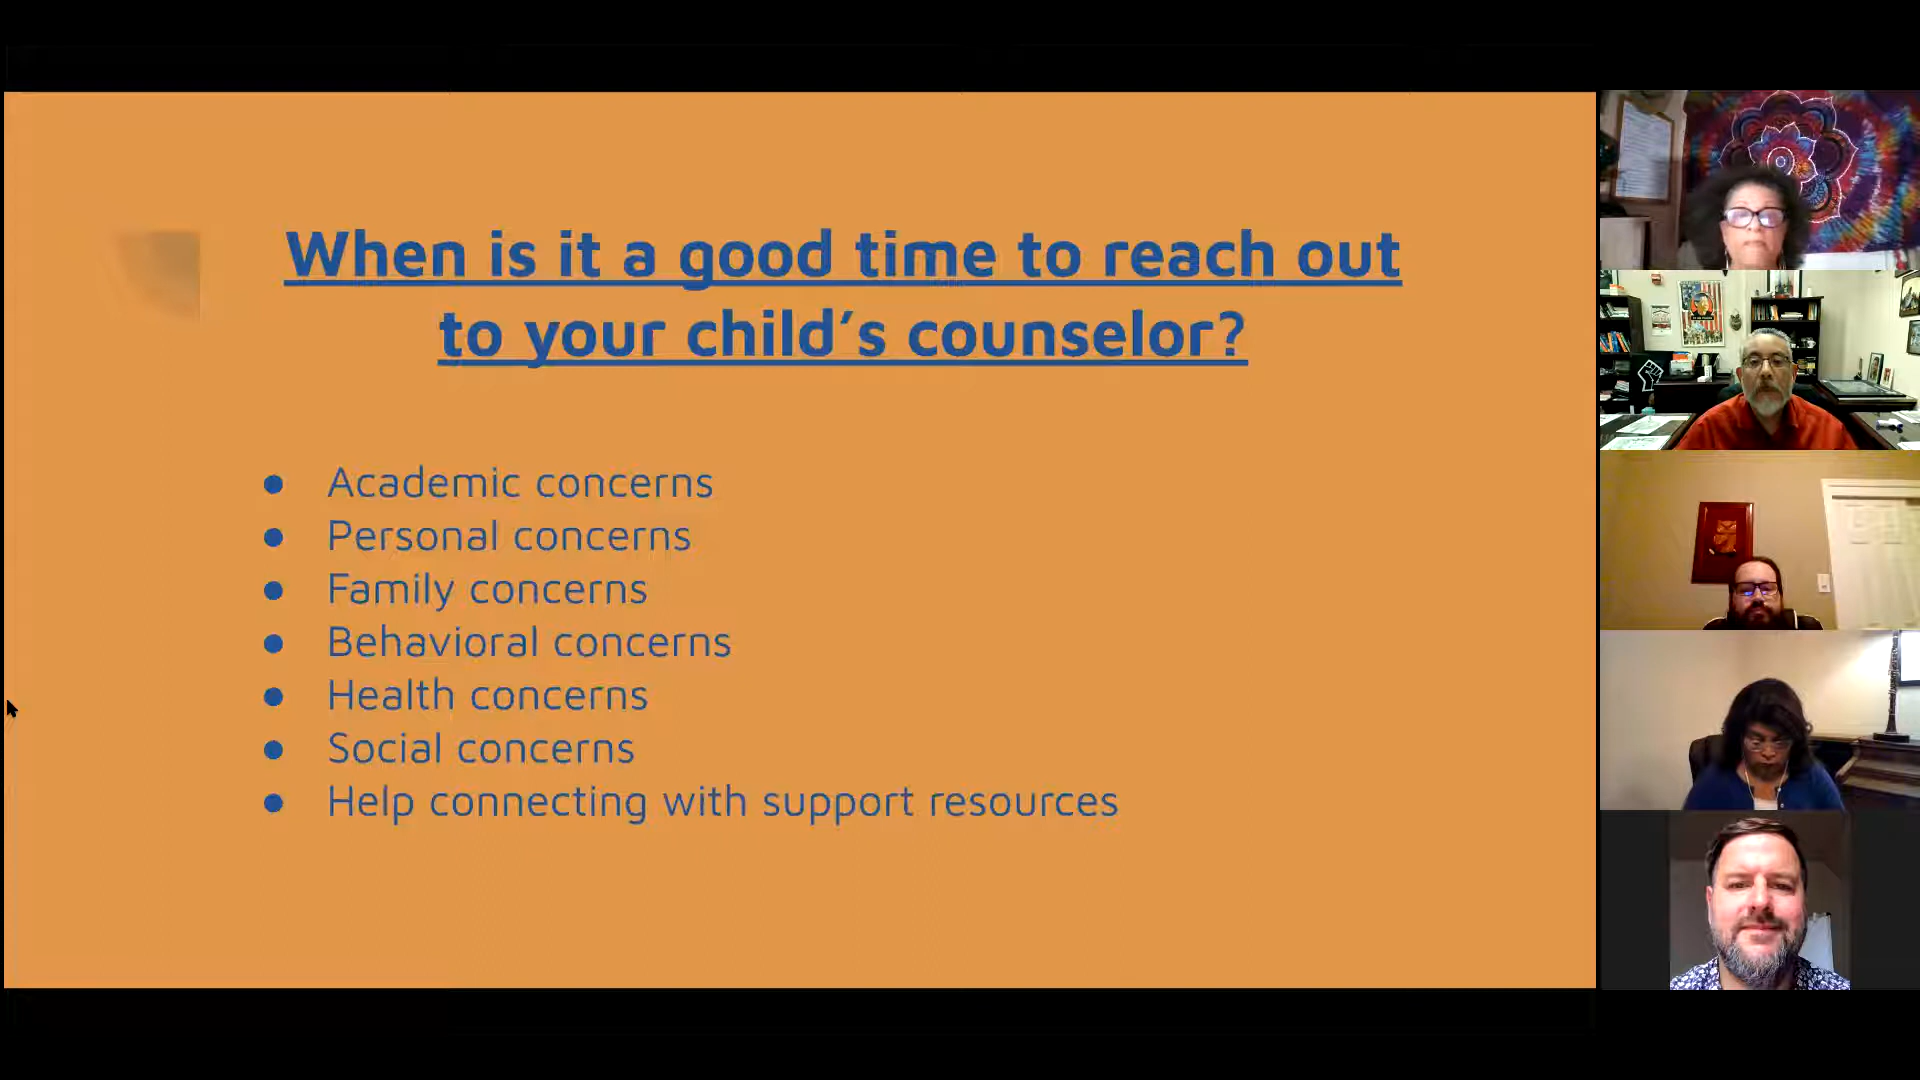 When is it a good time to reach out
to your child’s counselor?
● Academic concerns
● Personal concerns
● Family concerns
● Behavioral concerns
● Health concerns
● Social concerns
● Help connecting with support resources